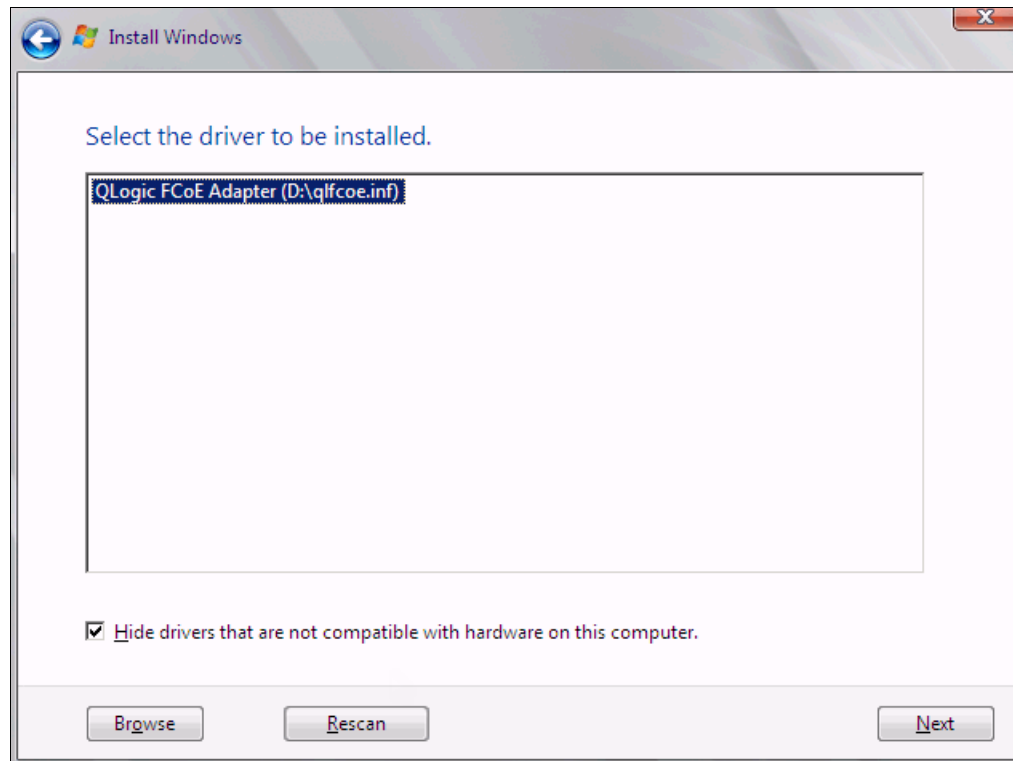 Install Windows
Select the driver to be installed.
QLogic FCoE Adapter (D:\qlfcoe.inf)
Hide drivers that are not compatible with hardware on this computer.
Browse Rescan Next